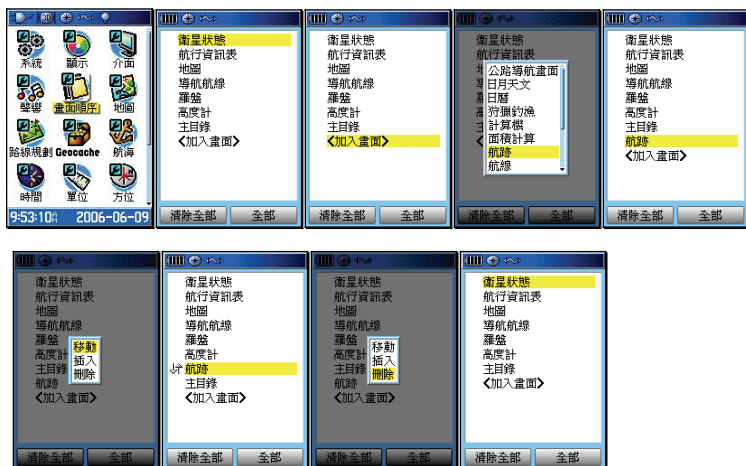 3D
系統 顯示 介面
聲響 畫面順序 地圖
路線規劃 Geocache 航海
時間 單位 方位
9:53:10 2006-06-09
衛星狀態
航行資訊表
地圖
導航航線
羅盤
高度計
主目錄
<加入畫面>
清除全部 全部
衛星狀態
航行資訊表
地圖
導航航線
羅盤
高度計
主目錄
<加入畫面>
清除全部 全部
衛星狀態
航行資訊表
公路導航畫面
日月天文
日曆
狩獵釣漁
計算機
面積計算
航跡
航線
清除全部 全部
衛星狀態
航行資訊表
地圖
導航航線
羅盤
高度計
主目錄
航跡
<加入畫面>
清除全部 全部
衛星狀態
航行資訊表
地圖
導航航線
羅盤
高度計
主目錄
航跡
<加入畫面>
移動
插入
刪除
清除全部 全部
衛星狀態
航行資訊表
地圖
導航航線
羅盤
高度計
航跡
主目錄
<加入畫面>
清除全部 全部
衛星狀態
航行資訊表
地圖
導航航線
羅盤
高度計
主目錄
航跡
<加入畫面>
移動
插入
刪除
清除全部 全部
衛星狀態
航行資訊表
地圖
導航航線
羅盤
高度計
主目錄
<加入畫面>
清除全部 全部